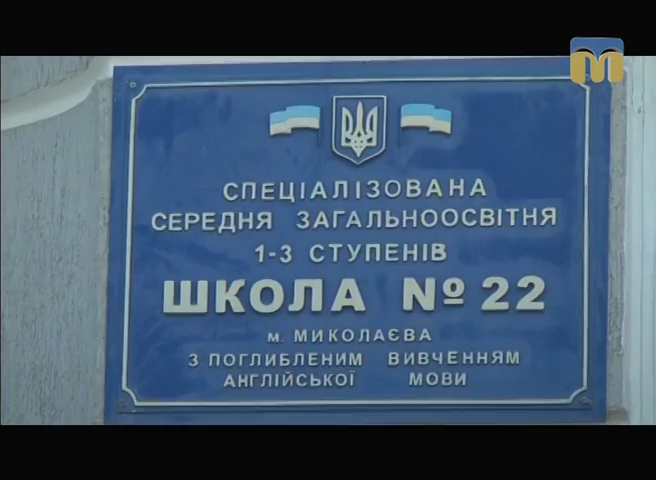 М
СПЕЦІАЛІЗОВАНА
СЕРЕДНЯ ЗАГАЛЬНООСВІТНЯ
1-3 СТУПЕНІВ
ШКОЛА № 22
м. МИКОЛАЄВА
З ПОГЛИБЛЕНИМ ВИВЧЕННЯМ
АНГЛІЙСЬКОЇ МОВИ